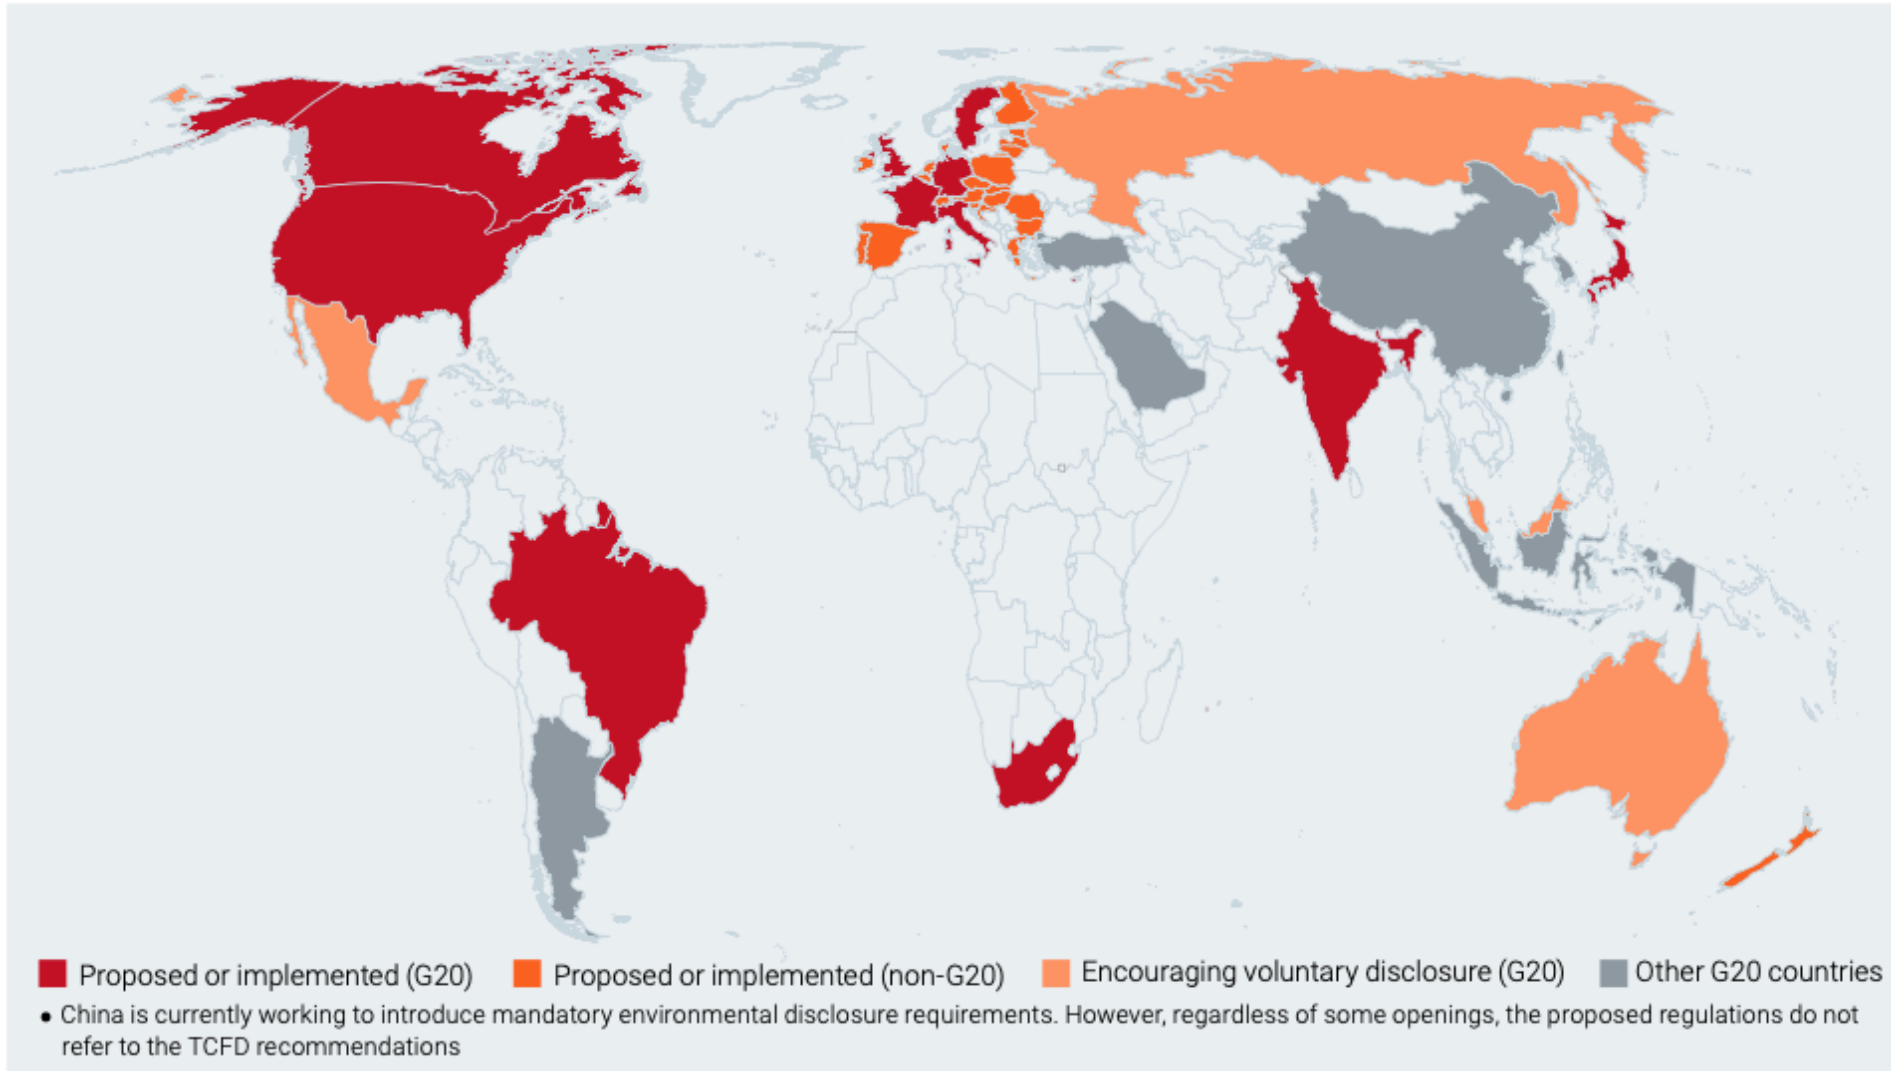 Proposed or implemented (G20) Proposed or implemented (non-G20) Encouraging voluntary disclosure (G20) Other G20 countries
• China is currently working to introduce mandatory environmental disclosure requirements. However, regardless of some openings, the proposed regulations do not
refer to the TCFD recommendations